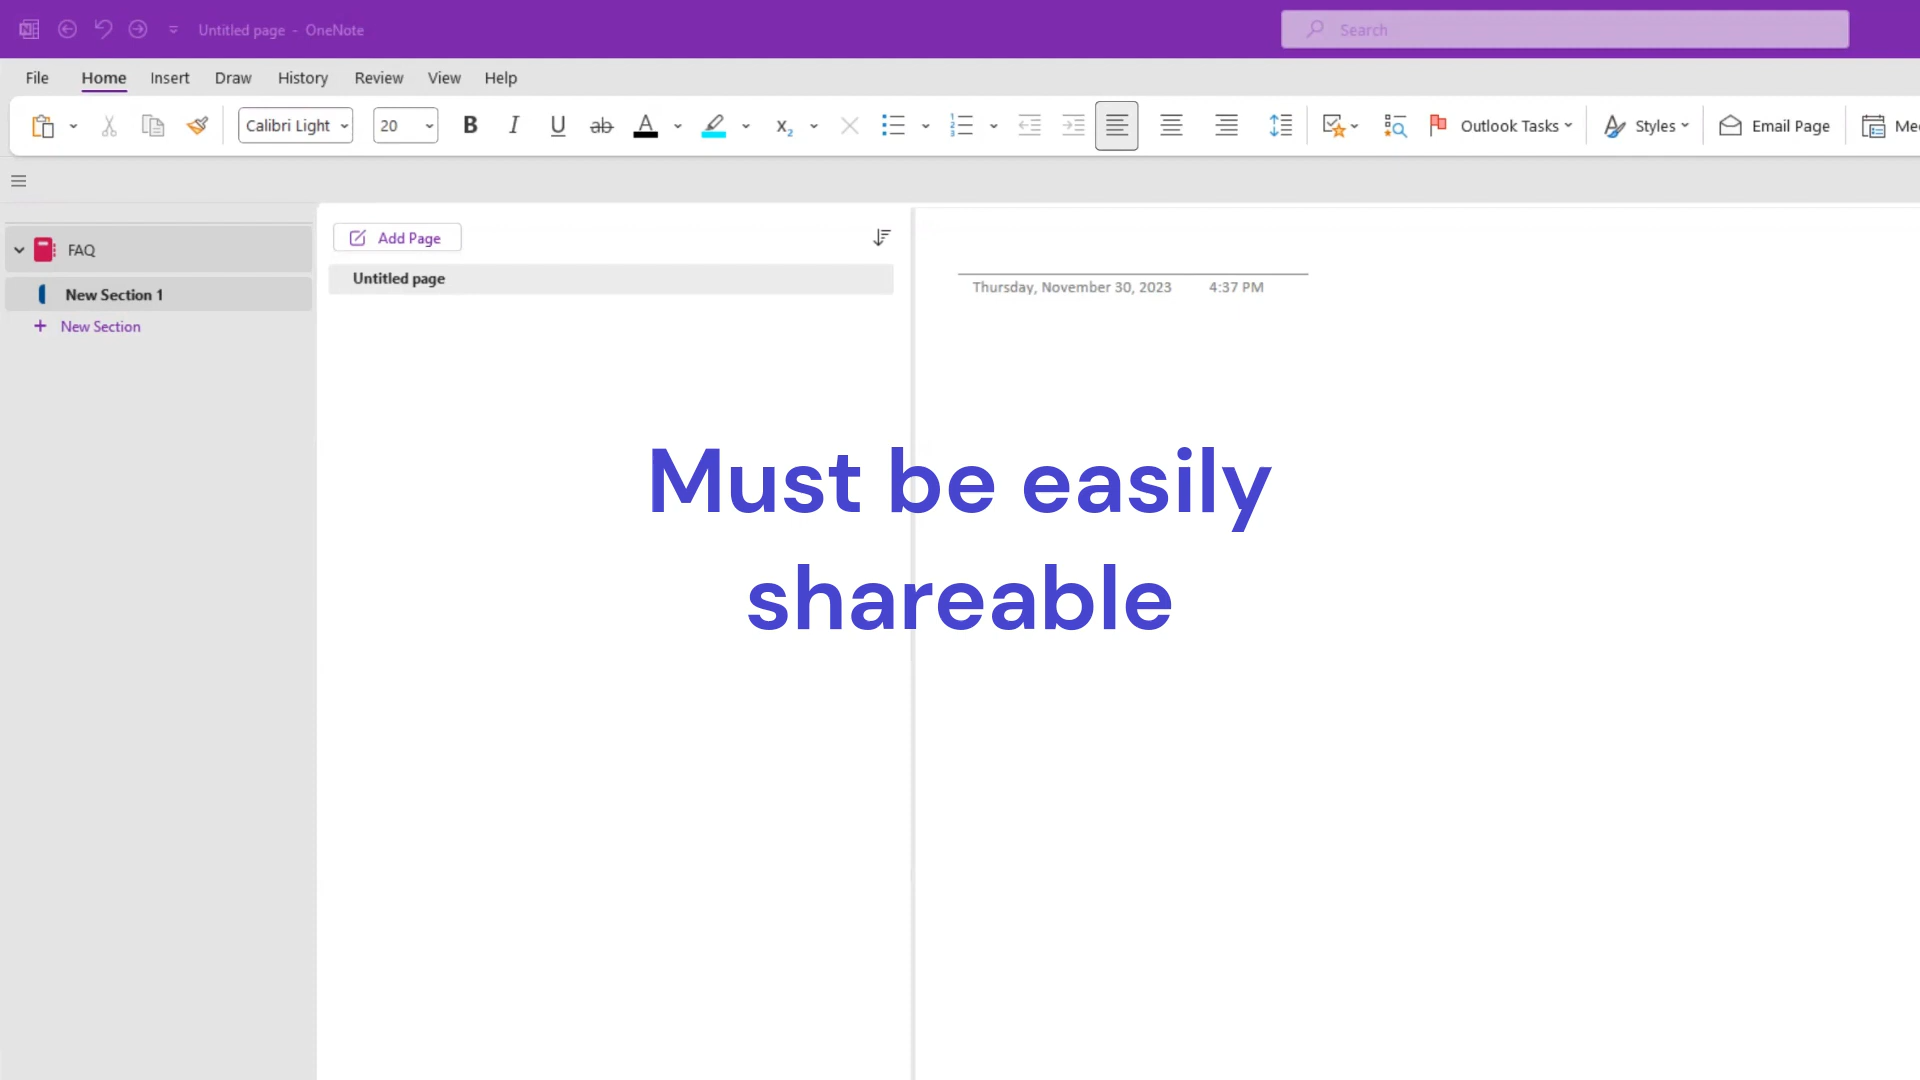 Untitled page - OneNote
Search
File Home Insert Draw History Review View Help
Calibri Light 20 B I U ab A x₂ Outlook Tasks Styles Email Page
Add Page
FAQ
Untitled page
New Section 1
Thursday, November 30, 2023 4:37 PM
New Section
Must be easily
shareable